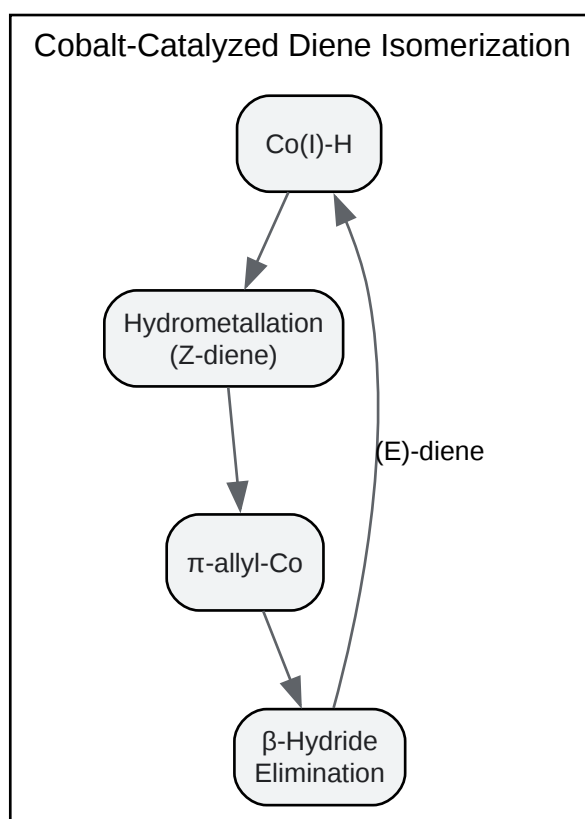 Cobalt-Catalyzed Diene Isomerization
Co(I)-H
Hydrometallation
(Z-diene)
(E)-diene
π-allyl-Co
β-Hydride
Elimination